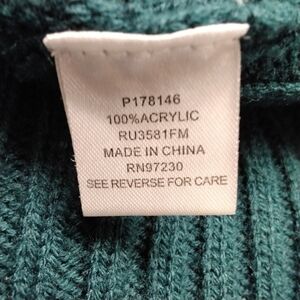 P178146
100%ACRYLIC
RU3581FM
MADE IN CHINA
RN97230
SEE REVERSE FOR CARE